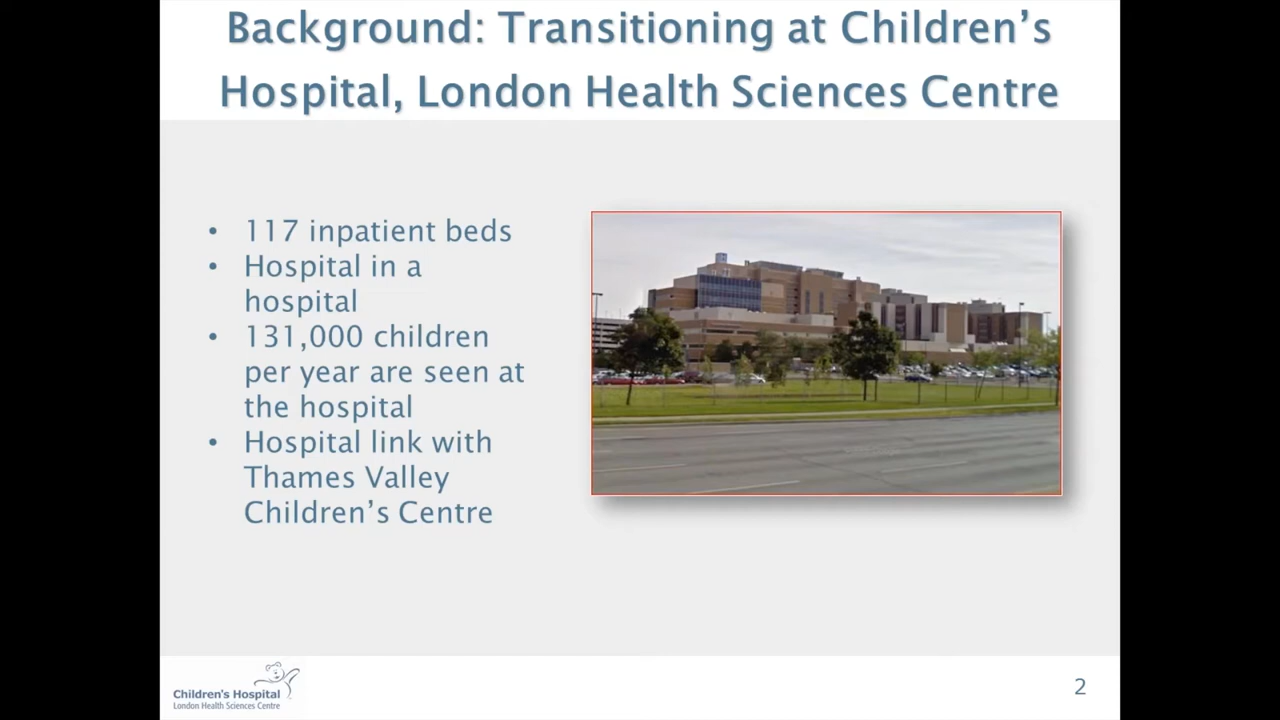 Background: Transitioning at Children’s
Hospital, London Health Sciences Centre
• 117 inpatient beds
• Hospital in a
hospital
• 131,000 children
per year are seen at
the hospital
• Hospital link with
Thames Valley
Children’s Centre
Children's Hospital
London Health Sciences Centre
2